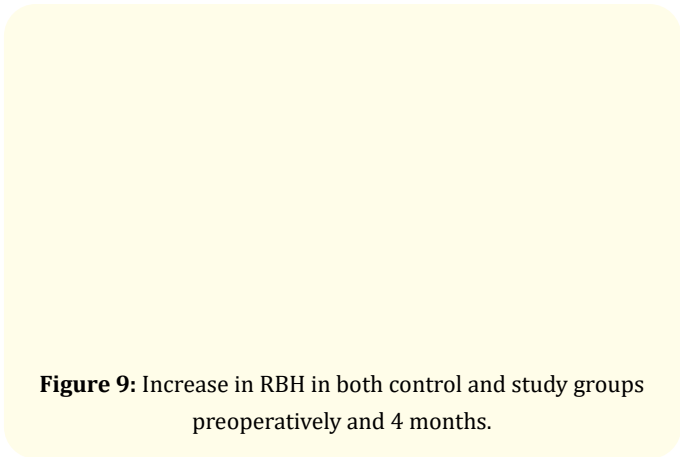 Figure 9: Increase in RBH in both control and study groups
preoperatively and 4 months.